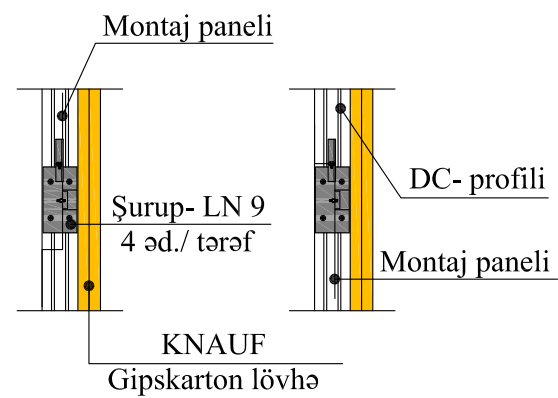 Montaj paneli
Şurup- LN 9
4 əd./ tərəf
KNAUF
Gipskarton lövhə
DC- profili
Montaj paneli